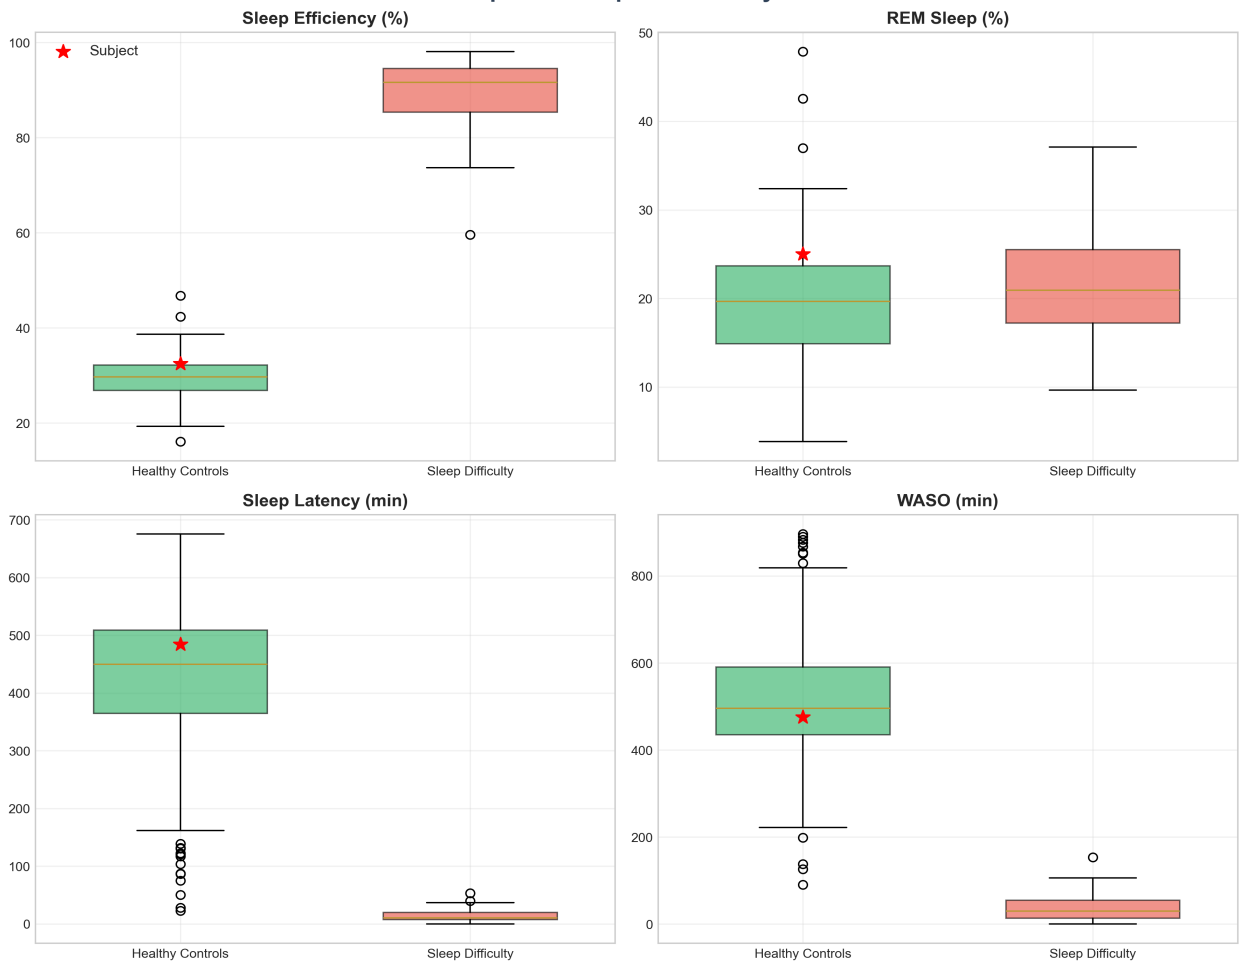 Sleep Efficiency (%)
100
80
60
40
20
Subject
Healthy Controls
Sleep Difficulty
REM Sleep (%)
50
40
30
20
10
Healthy Controls
Sleep Difficulty
Sleep Latency (min)
700
600
500
400
300
200
100
0
Healthy Controls
Sleep Difficulty
WASO (min)
800
600
400
200
0
Healthy Controls
Sleep Difficulty